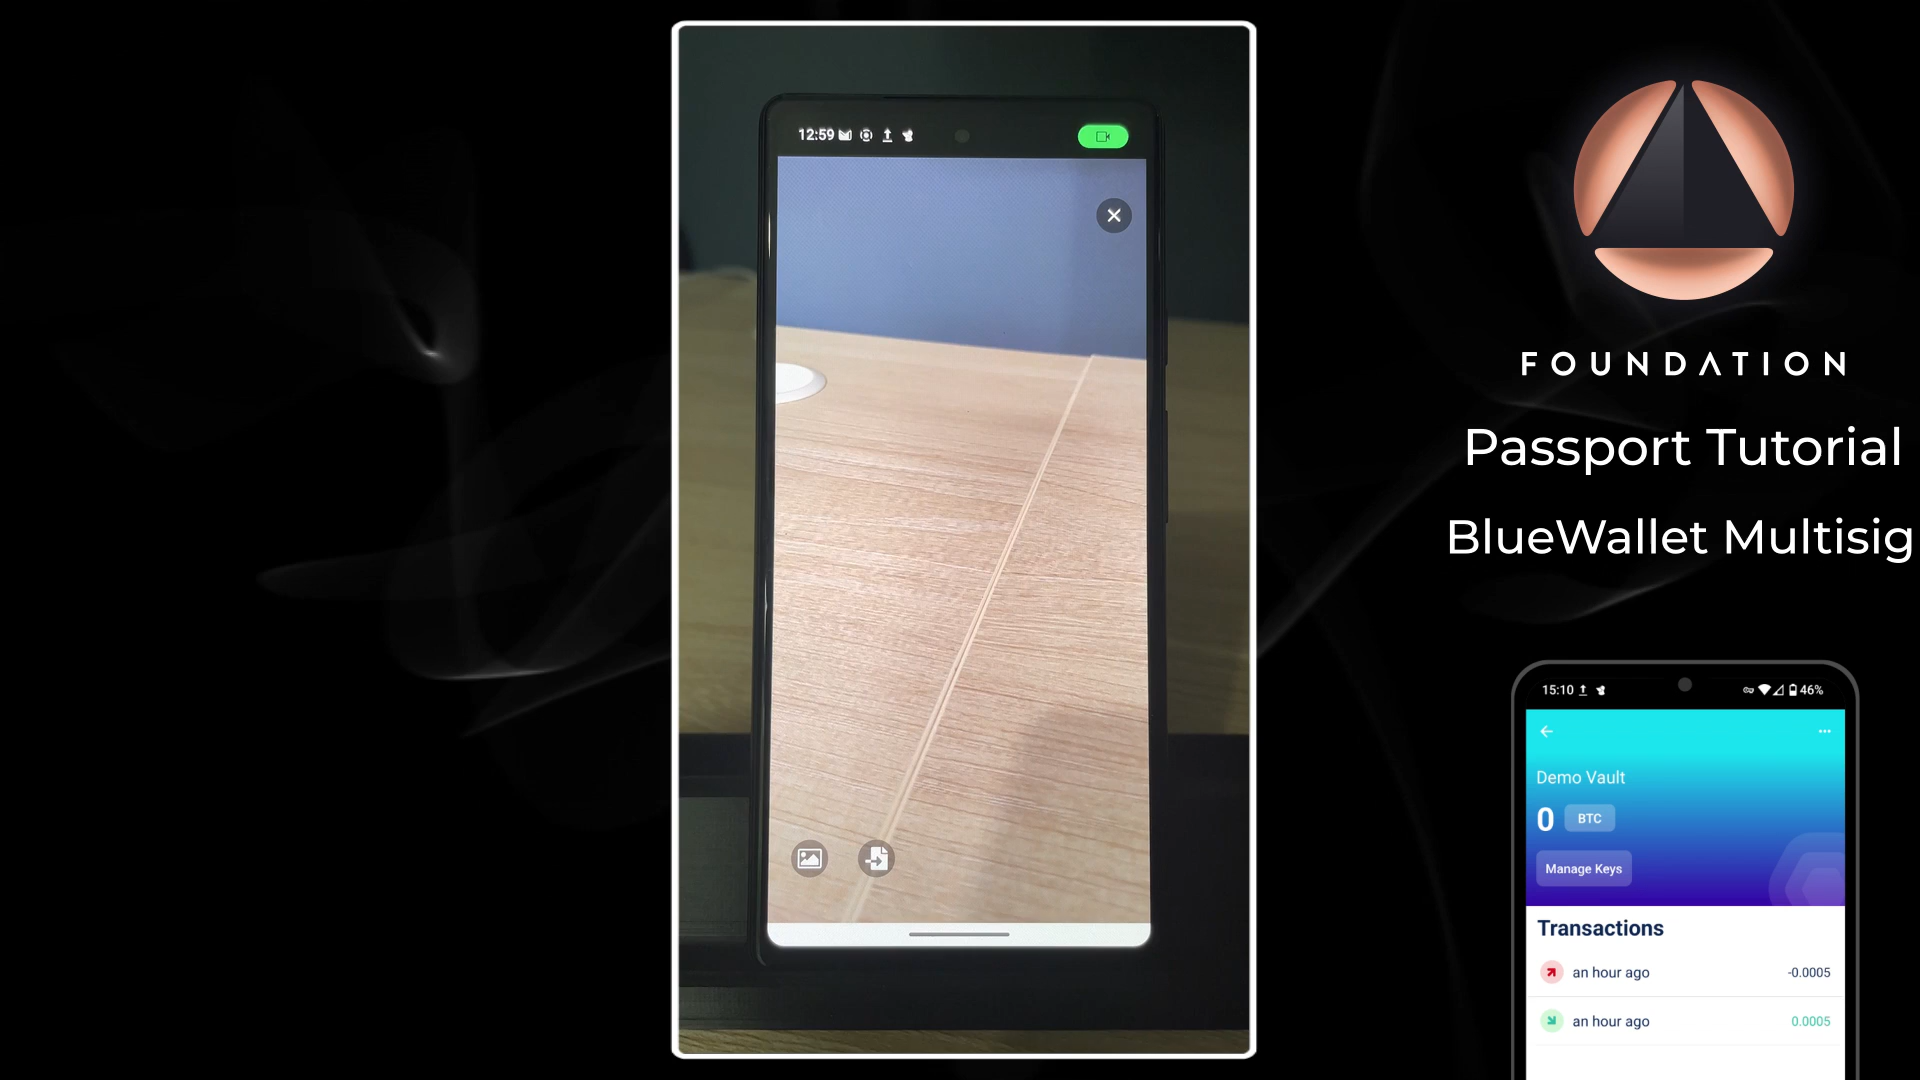 12:59
FOUNDATION
Passport Tutorial
BlueWallet Multisig
15:10
46%
Demo Vault
0 BTC
Manage Keys
Transactions
an hour ago -0.0005
an hour ago 0.0005